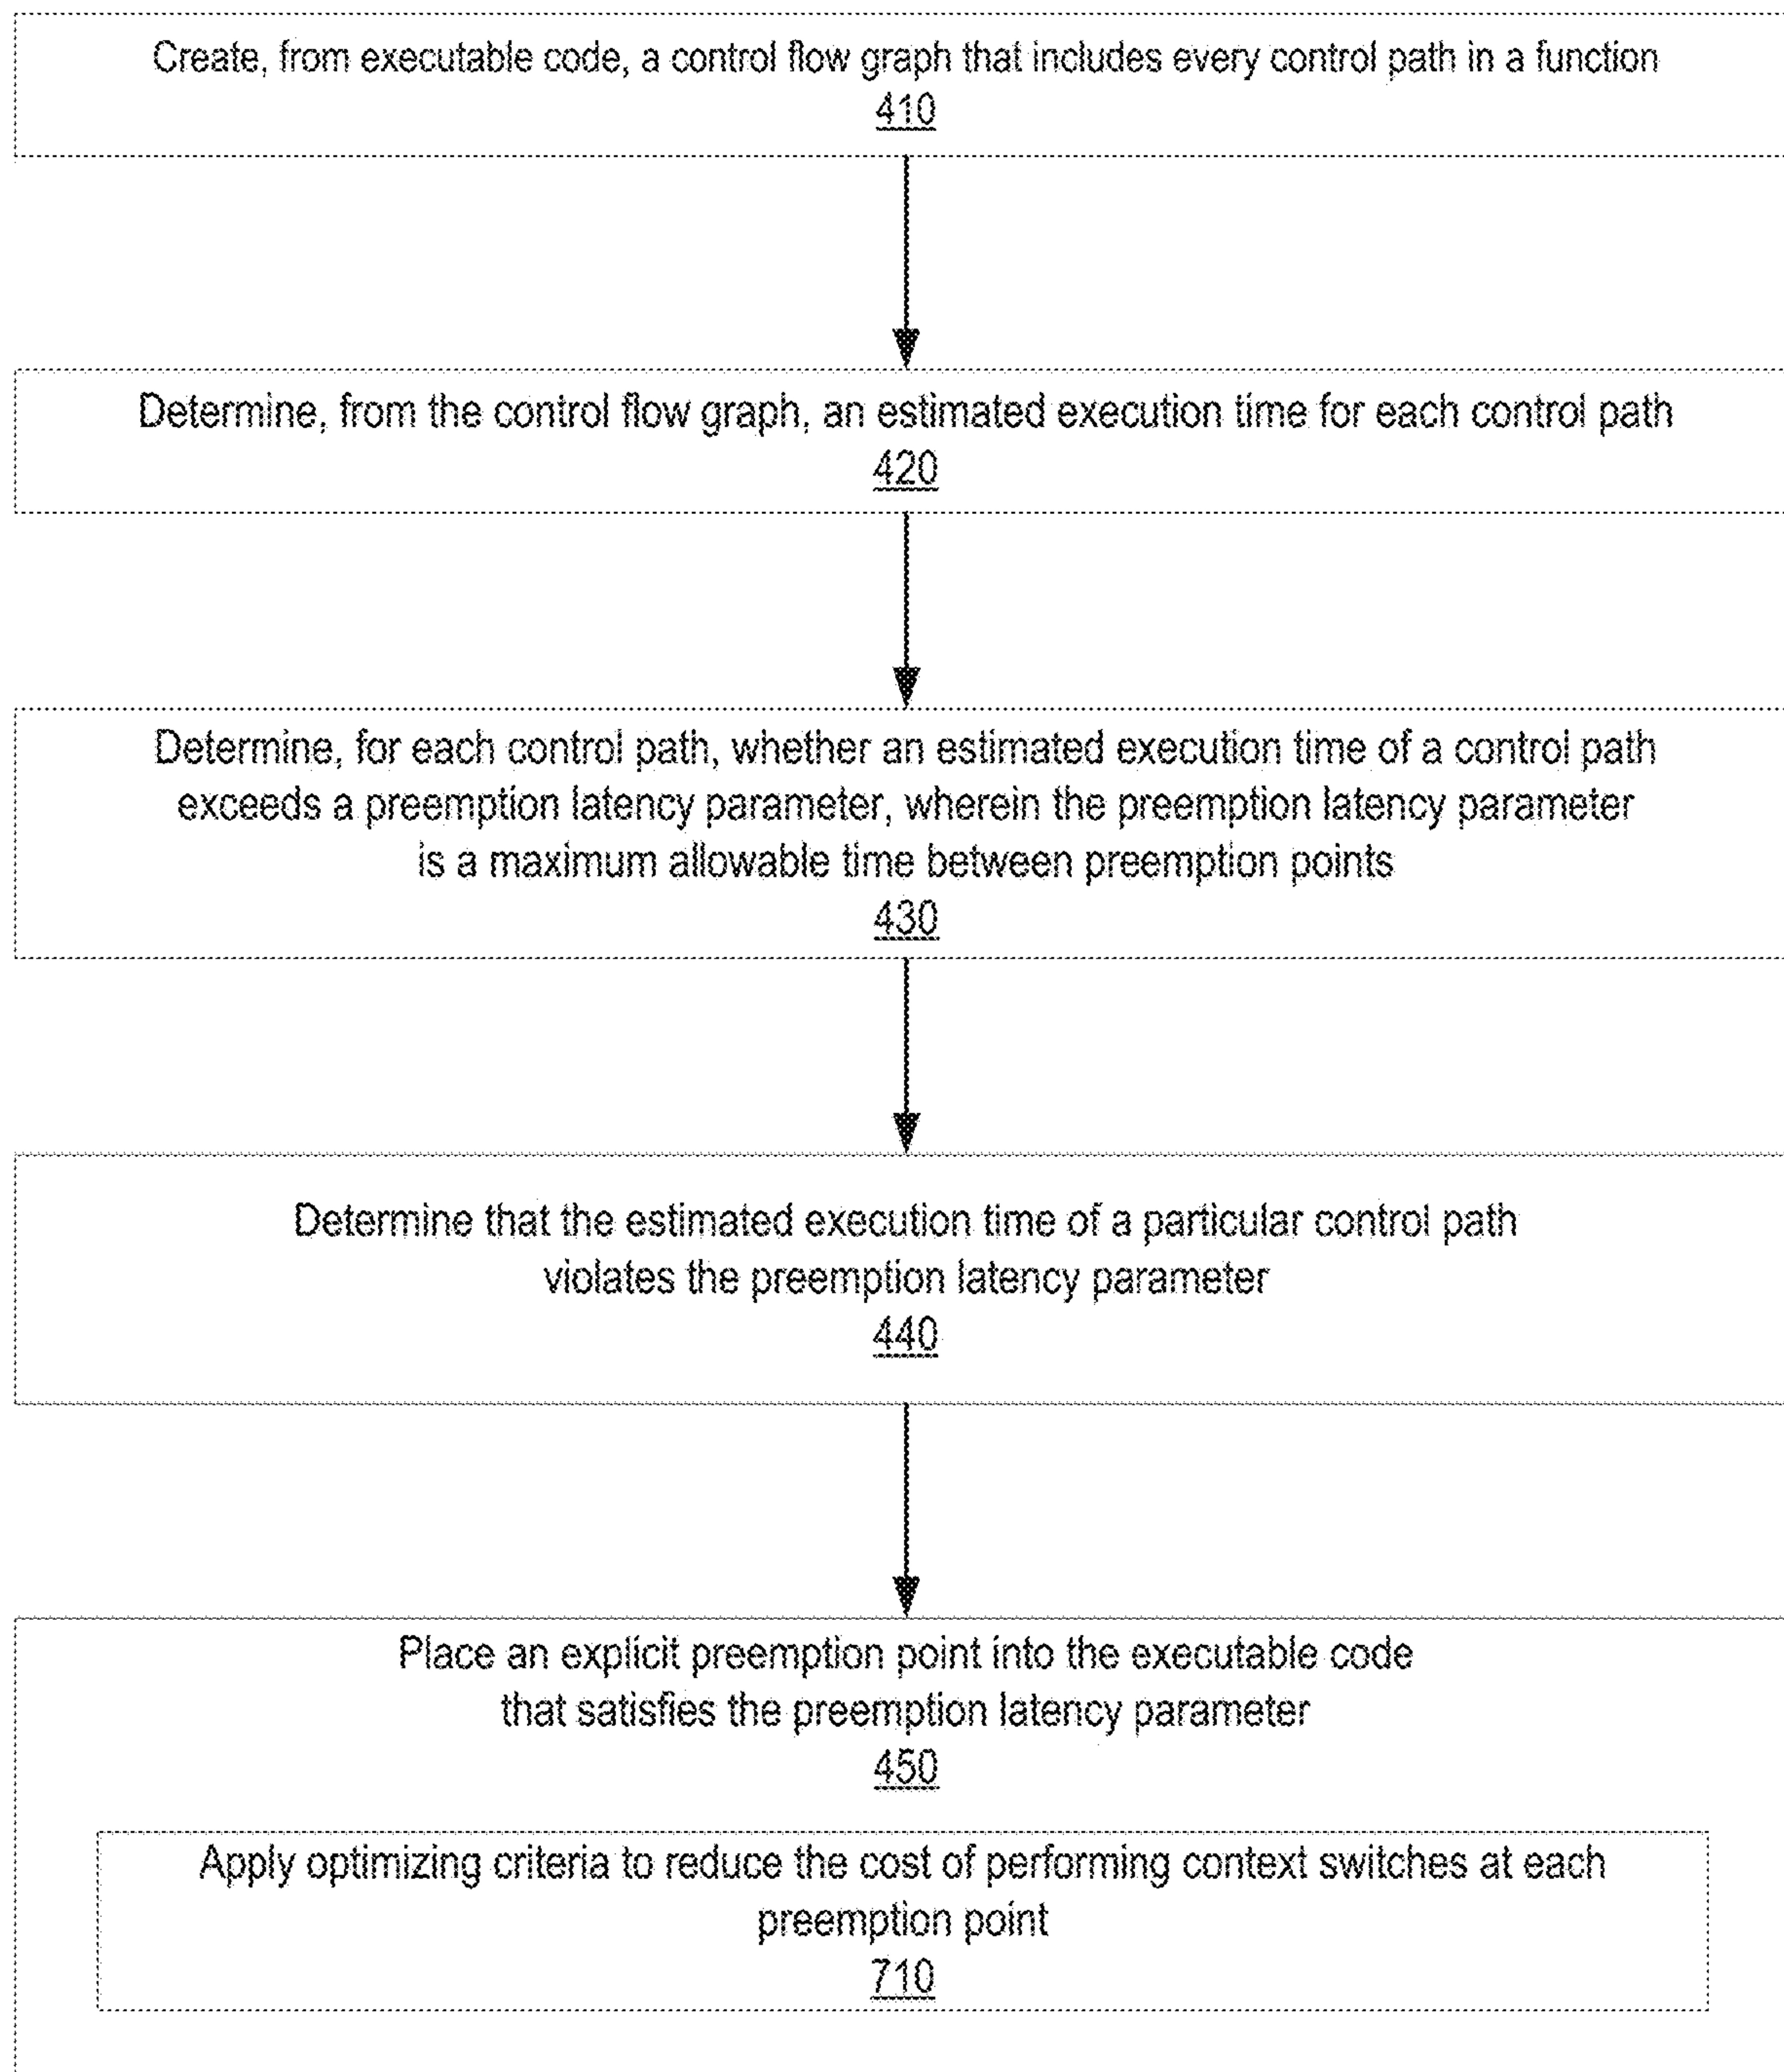 Create, from executable code, a control flow graph that includes every control path in a function
410
Determine, from the control flow graph, an estimated execution time for each control path
420
Determine, for each control path, whether an estimated execution time of a control path
exceeds a preemption latency parameter, wherein the preemption latency parameter
is a maximum allowable time between preemption points
430
Determine that the estimated execution time of a particular control path
violates the preemption latency parameter
440
Place an explicit preemption point into the executable code
that satisfies the preemption latency parameter
450
Apply optimizing criteria to reduce the cost of performing context switches at each
preemption point
710